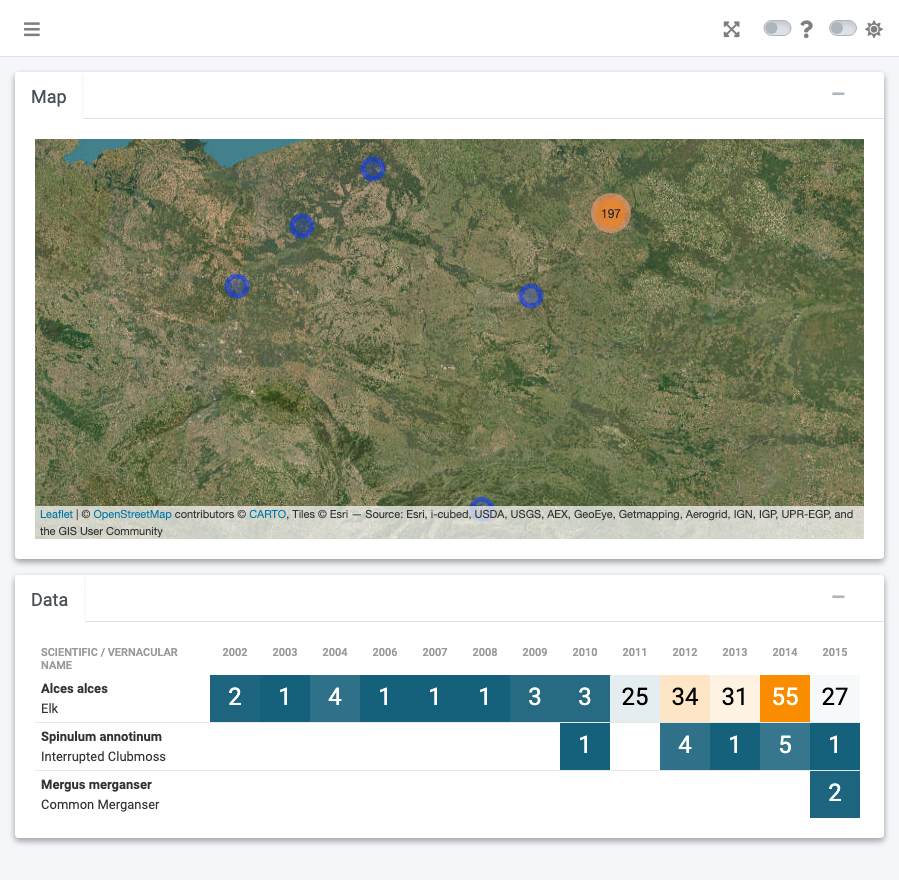 ?
Map
197
Leaflet | © OpenStreetMap contributors © CARTO, Tiles © Esri — Source: Esri, i-cubed, USDA, USGS, AEX, GeoEye, Getmapping, Aerogrid, IGN, IGP, UPR-EGP, and
the GIS User Community
Data
SCIENTIFIC / VERNACULAR 2002 2003 2004 2006 2007 2008 2009 2010 2011 2012 2013 2014 2015
NAME
Alces alces
Elk
2 1 4 1 1 1 3 3 25 34 31 55 27
Spinulum annotinum
Interrupted Clubmoss
1 4 1 5 1
Mergus merganser
Common Merganser
2